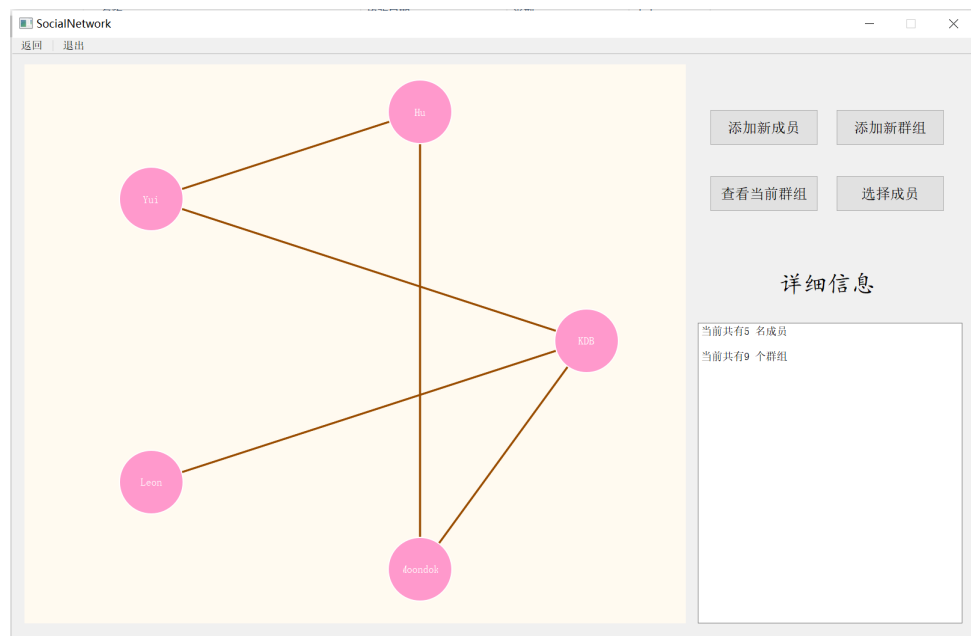 SocialNetwork
返回 退出
Hu
Yui
KDB
Leon
添加新成员 添加新群组
查看当前群组 选择成员
详细信息
当前共有5 名成员
当前共有9 个群组